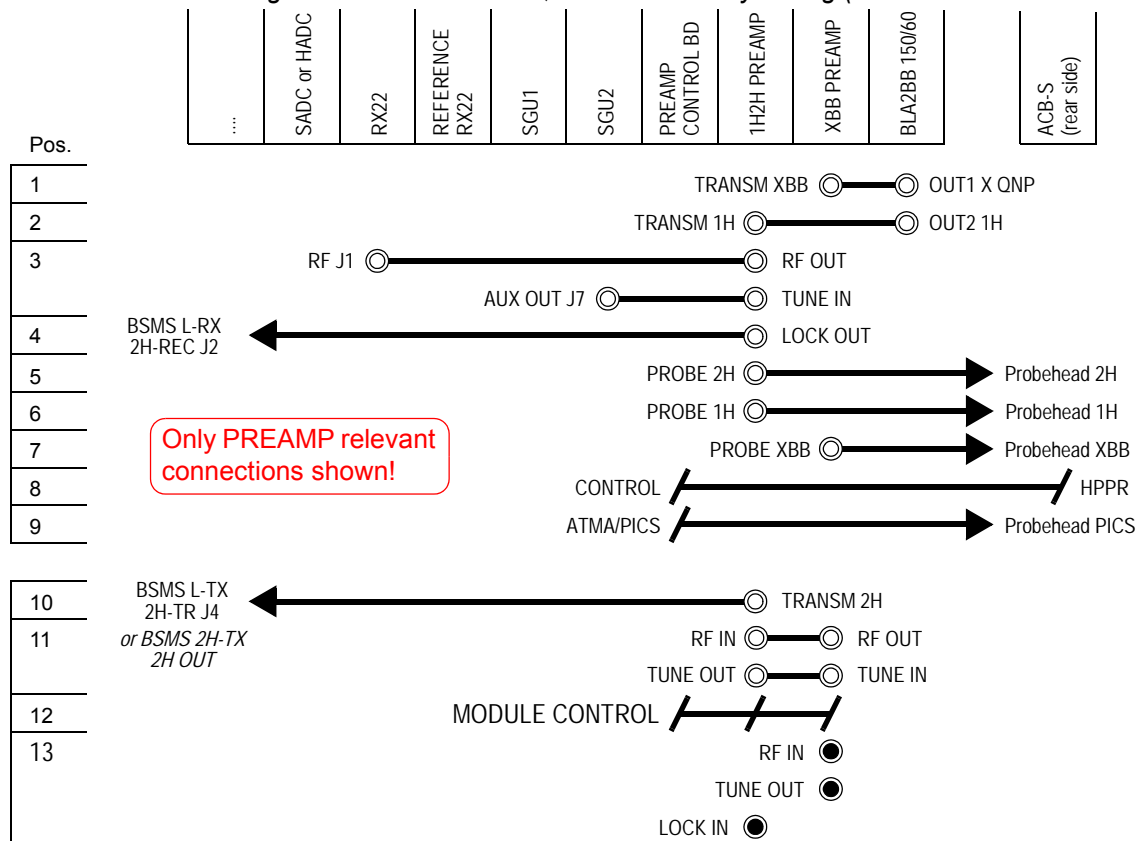 ....
SADC or HADC
RX22
REFERENCE
RX22
SGU1
SGU2
PREAMP
CONTROL BD
1H2H PREAMP
XBB PREAMP
BLA2BB 150/60
ACB-S
(rear side)
Pos.
1
TRANSM XBB
OUT1 X QNP
2
TRANSM 1H
OUT2 1H
3
RF J1
RF OUT
AUX OUT J7
TUNE IN
4
BSMS L-RX
2H-REC J2
LOCK OUT
5
PROBE 2H
Probehead 2H
6
PROBE 1H
Probehead 1H
7
PROBE XBB
Probehead XBB
Only PREAMP relevant
connections shown!
8
CONTROL
HPPR
9
ATMA/PICS
Probehead PICS
10
BSMS L-TX
2H-TR J4
TRANSM 2H
11
or BSMS 2H-TX
2H OUT
RF IN
RF OUT
TUNE OUT
TUNE IN
12
MODULE CONTROL
13
RF IN
TUNE OUT
LOCK IN